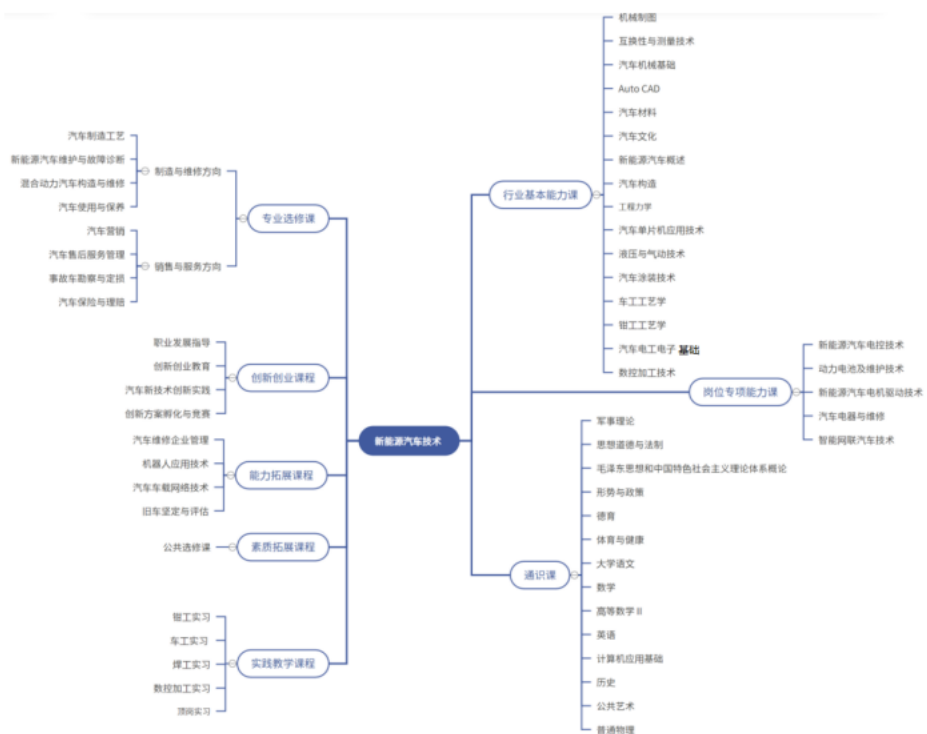 新能源汽车技术
专业选修课
制造与维修方向
汽车制造工艺
新能源汽车维护与故障诊断
混合动力汽车构造与维修
汽车使用与保养
销售与服务方向
汽车营销
汽车售后服务管理
事故车勘察与定损
汽车保险与理赔
创新创业课程
职业发展指导
创新创业教育
汽车新技术创新实践
创新方案孵化与竞赛
能力拓展课程
汽车维修企业管理
机器人应用技术
汽车车载网络技术
旧车坚定与评估
素质拓展课程
公共选修课
实践教学课程
钳工实习
车工实习
焊工实习
数控加工实习
顶岗实习
行业基本能力课
机械制图
互换性与测量技术
汽车机械基础
Auto CAD
汽车材料
汽车文化
新能源汽车概述
汽车构造
工程力学
汽车单片机应用技术
液压与气动技术
汽车涂装技术
车工工艺学
钳工工艺学
汽车电工电子 基础
数控加工技术
岗位专项能力课
新能源汽车电控技术
动力电池及维护技术
新能源汽车电机驱动技术
汽车电器与维修
智能网联汽车技术
通识课
军事理论
思想道德与法制
毛泽东思想和中国特色社会主义理论体系概论
形势与政策
德育
体育与健康
大学语文
数学
高等数学 II
英语
计算机应用基础
历史
公共艺术
普通物理